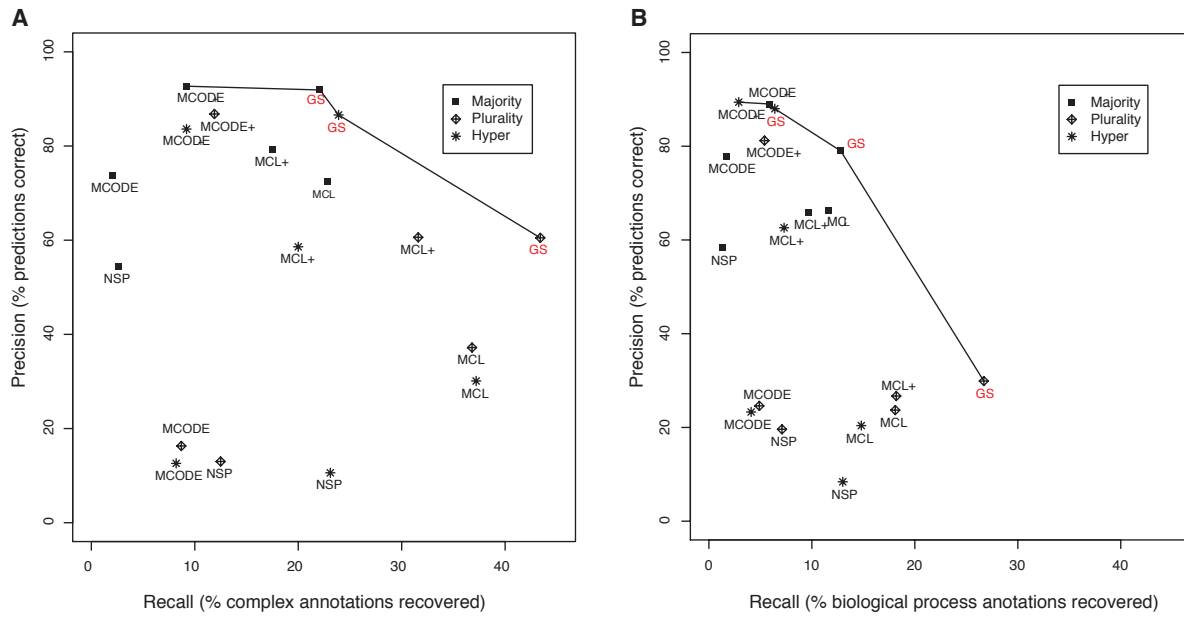 A
Precision (% predictions correct)
100
80
60
40
20
0
MCODE
GS
Majority
Plurality
Hyper
MCODE+
MCODE
GS
MCL+
MCODE
MCL
MCL+
MCL+
GS
NSP
MCL
MCL
MCODE
MCODE
NSP
NSP
0
10
20
30
40
Recall (% complex annotations recovered)
B
Precision (% predictions correct)
100
80
60
40
20
0
MCODE
MCODE
GS
Majority
Plurality
Hyper
GS
MCODE+
MCODE
MCL+
MCL
MCL+
NSP
MCODE
MCL+
GS
MCODE
NSP
MCL
MCL
NSP
0
10
20
30
40
Recall (% biological process anotations recovered)